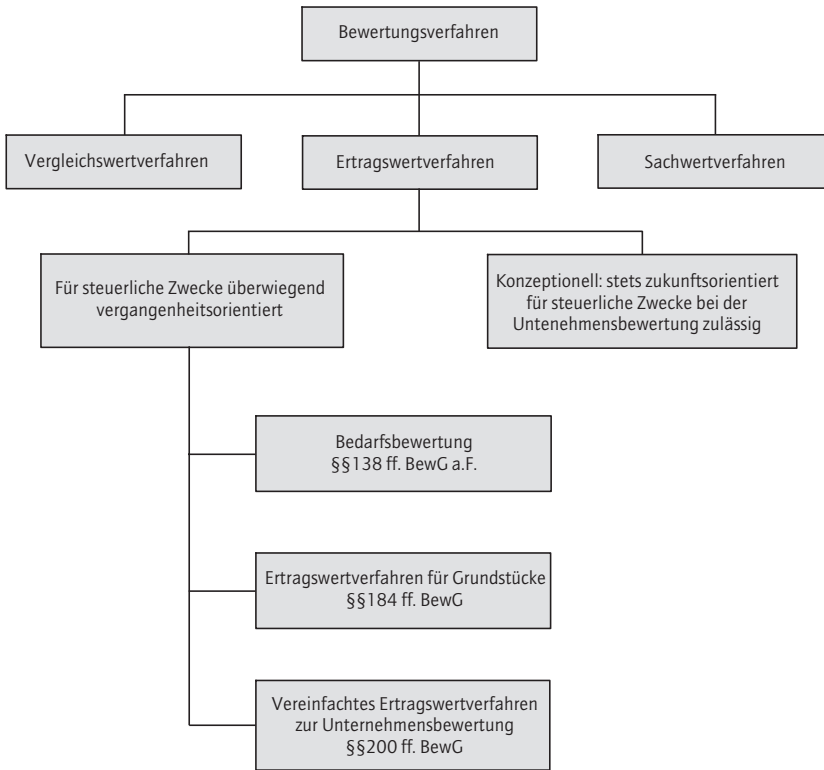 Bewertungsverfahren
Vergleichswertverfahren
Ertragswertverfahren
Sachwertverfahren
Für steuerliche Zwecke überwiegend
vergangenheitsorientiert
Konzeptionell: stets zukunftsorientiert
für steuerliche Zwecke bei der
Untenehmensbewertung zulässig
Bedarfsbewertung
§§138 ff. BewG a.F.
Ertragswertverfahren für Grundstücke
§§184 ff. BewG
Vereinfachtes Ertragswertverfahren
zur Unternehmensbewertung
§§200 ff. BewG